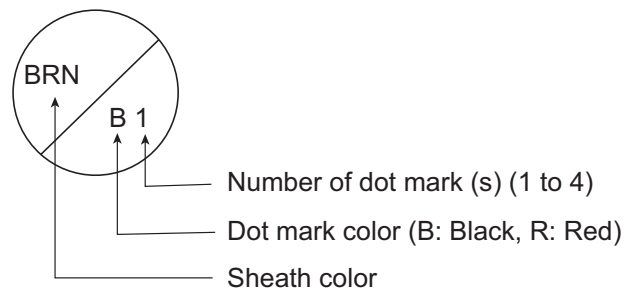 BRN
B 1
Number of dot mark (s) (1 to 4)
Dot mark color (B: Black, R: Red)
Sheath color